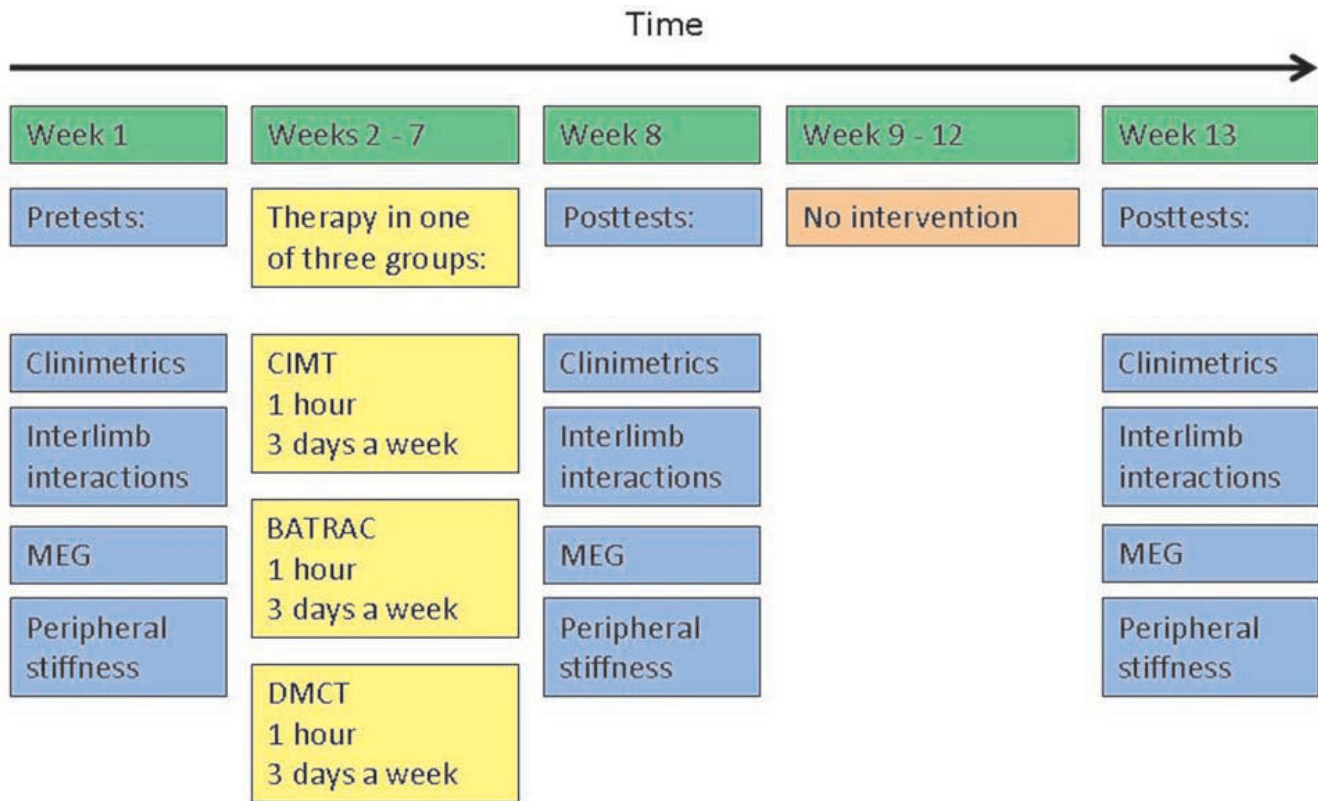 Time
Week 1
Weeks 2 - 7
Week 8
Week 9 - 12
Week 13
Pretests:
Therapy in one
of three groups:
Posttests:
No intervention
Posttests:
Clinimetrics
Interlimb
interactions
MEG
Peripheral
stiffness
CIMT
1 hour
3 days a week
BATRAC
1 hour
3 days a week
DMCT
1 hour
3 days a week
Clinimetrics
Interlimb
interactions
MEG
Peripheral
stiffness
Clinimetrics
Interlimb
interactions
MEG
Peripheral
stiffness